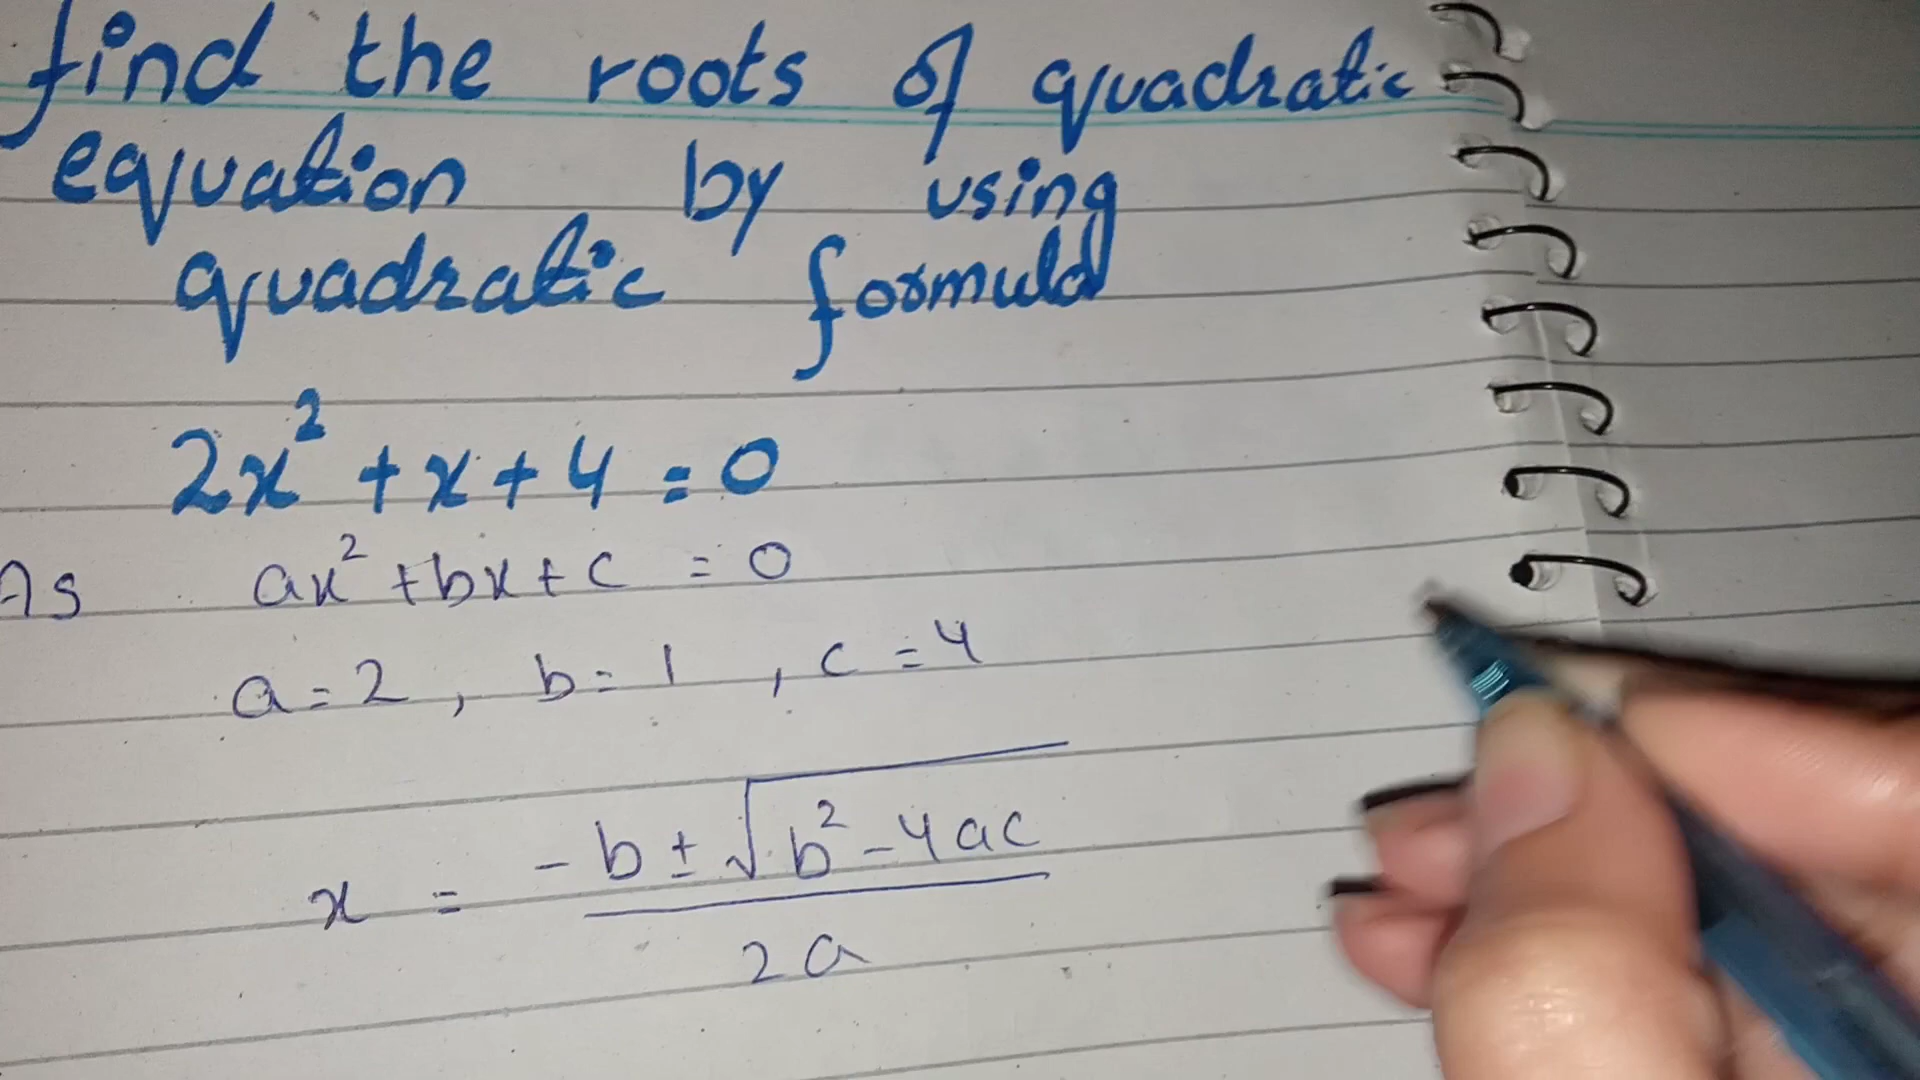 find the roots of quadratic
equation by using
quadratic formula
2x² + x + 4 = 0
As ax² + bx + c = 0
a = 2 , b = 1 , c = 4
x = -b ± √b² - 4ac / 2a